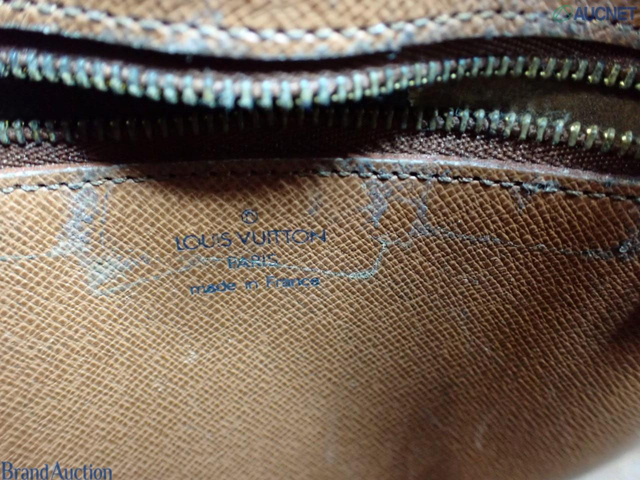 AUCNET
LOUIS VUITTON
PARIS
made in France
Brand Auction